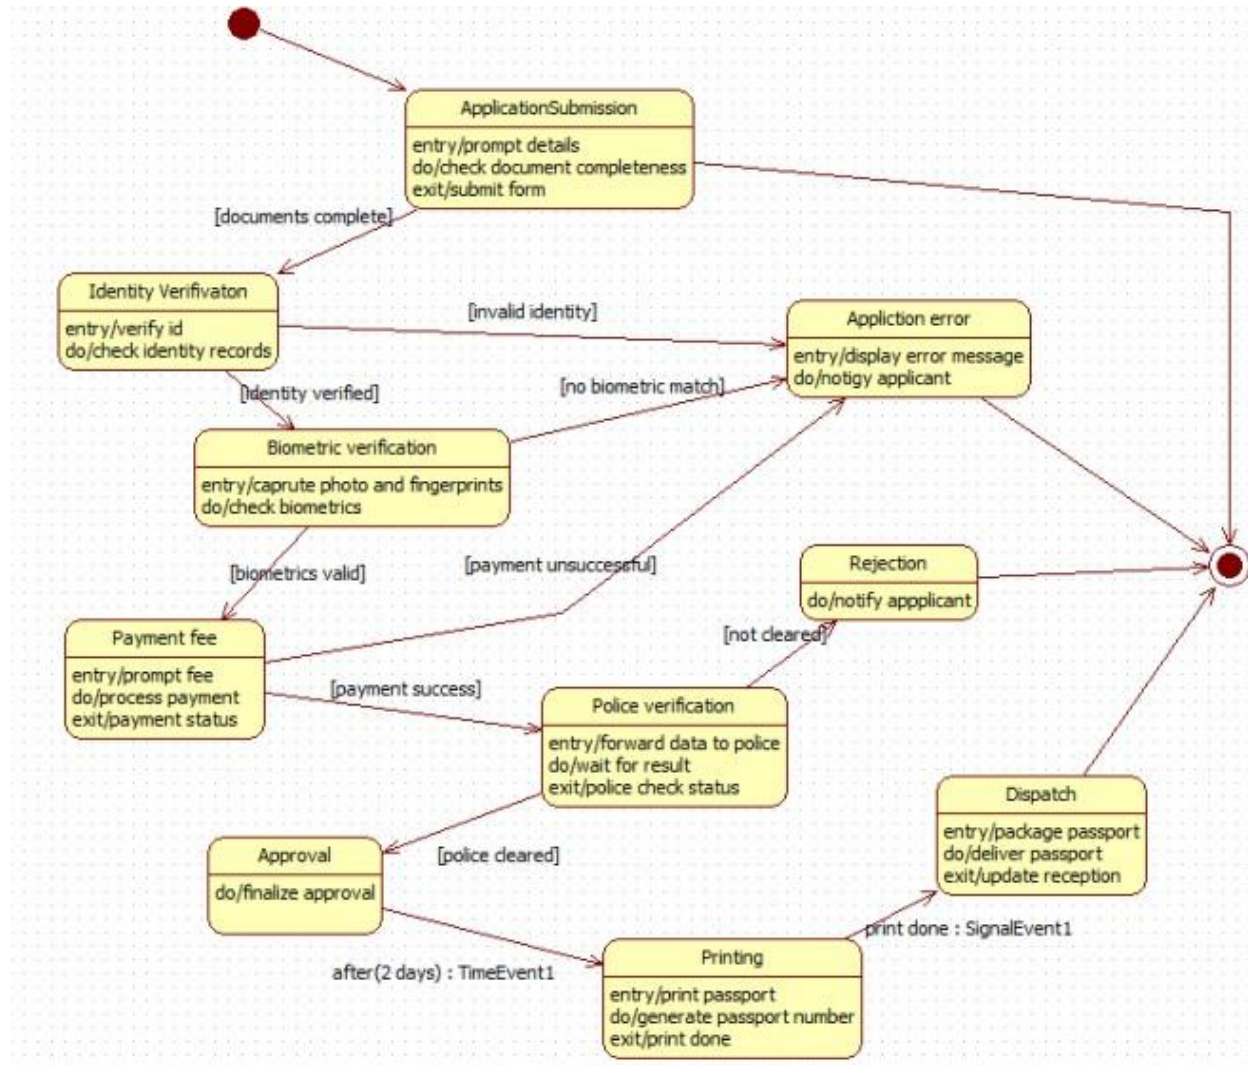 ApplicationSubmission
entry/prompt details
do/check document completeness
exit/submit form
[documents complete]
Identity Verifivaton
entry/verify id
do/check identity records
[invalid identity]
Appliction error
entry/display error message
do/notigy applicant
[identity verified]
[no biometric match]
Biometric verification
entry/caprute photo and fingerprints
do/check biometrics
[biometrics valid]
[payment unsuccessful]
Rejection
do/notify appplicant
Payment fee
entry/prompt fee
do/process payment
exit/payment status
[payment success]
[not cleared]
Police verification
entry/forward data to police
do/wait for result
exit/police check status
Dispatch
entry/package passport
do/deliver passport
exit/update reception
Approval
do/finalize approval
[police cleared]
print done : SignalEvent1
after(2 days) : TimeEvent1
Printing
entry/print passport
do/generate passport number
exit/print done